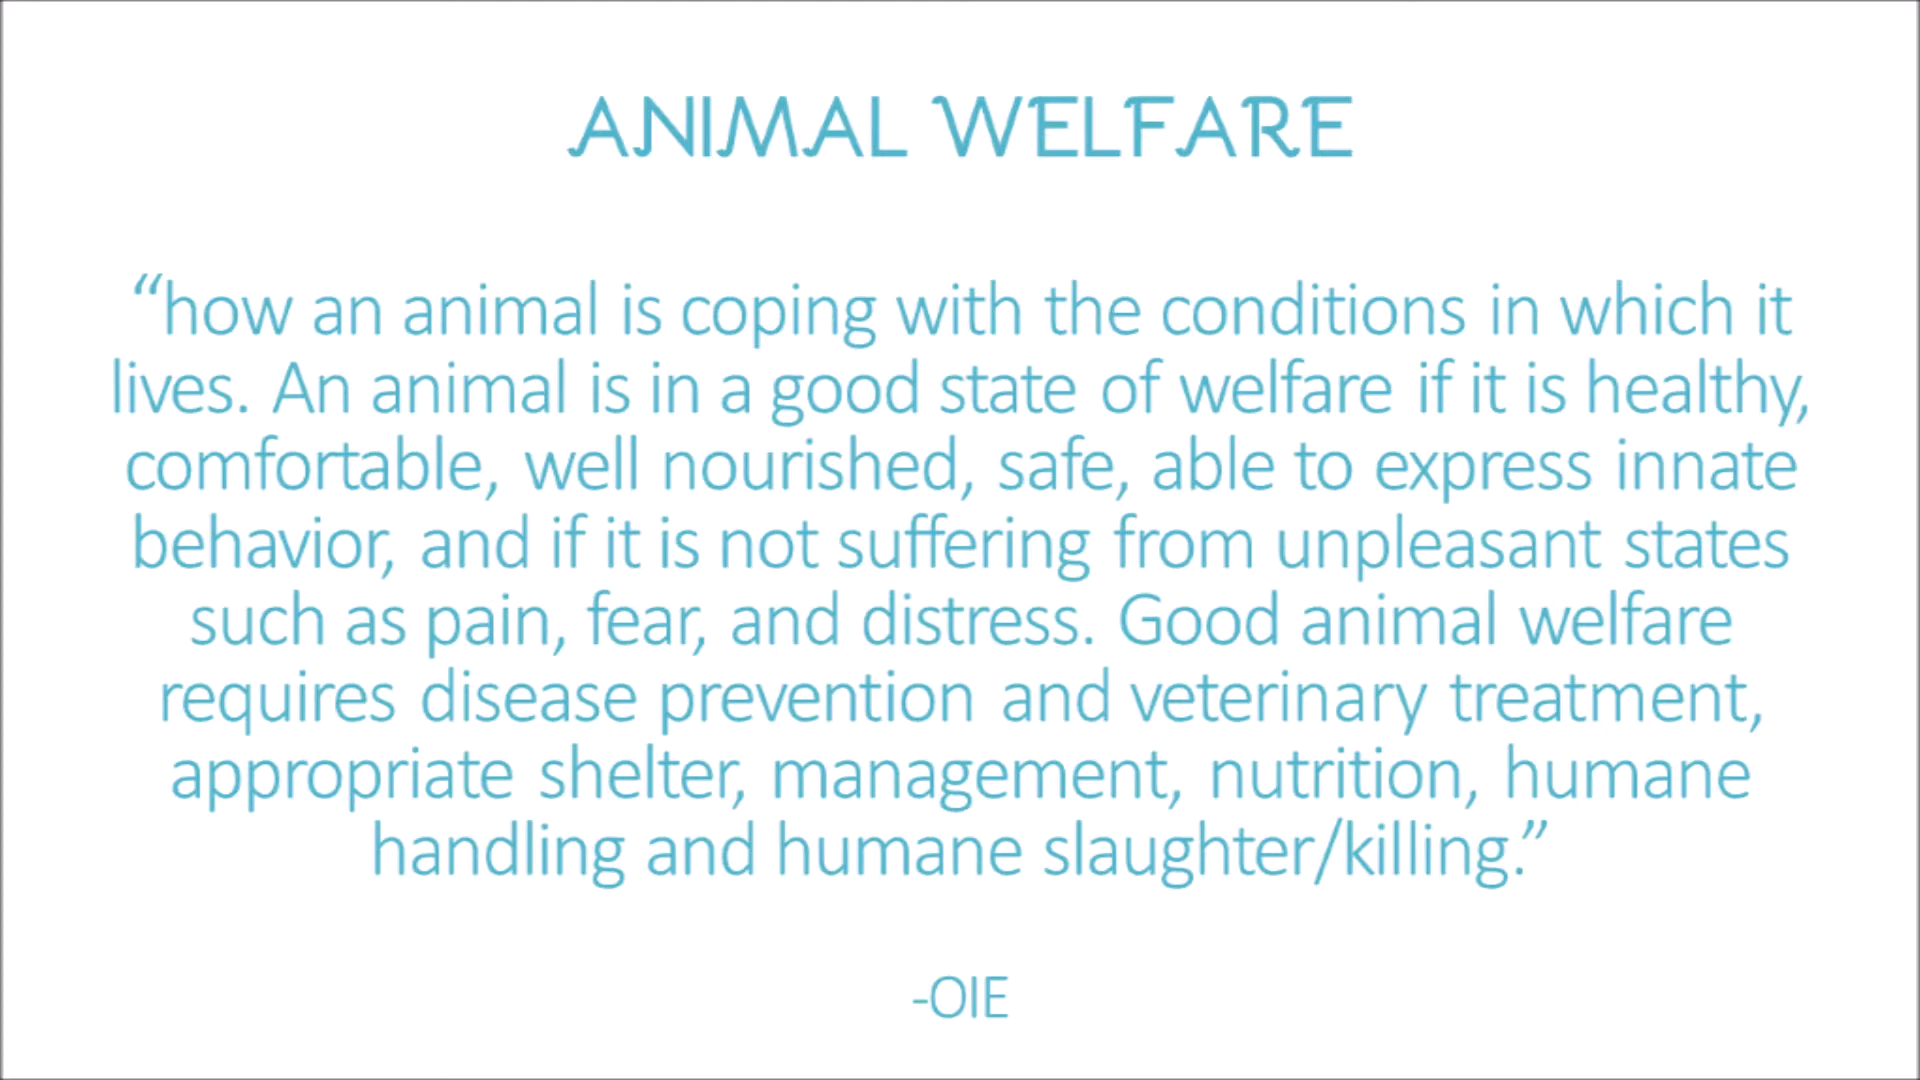 ANIMAL WELFARE
“how an animal is coping with the conditions in which it
lives. An animal is in a good state of welfare if it is healthy,
comfortable, well nourished, safe, able to express innate
behavior, and if it is not suffering from unpleasant states
such as pain, fear, and distress. Good animal welfare
requires disease prevention and veterinary treatment,
appropriate shelter, management, nutrition, humane
handling and humane slaughter/killing.”
-OIE